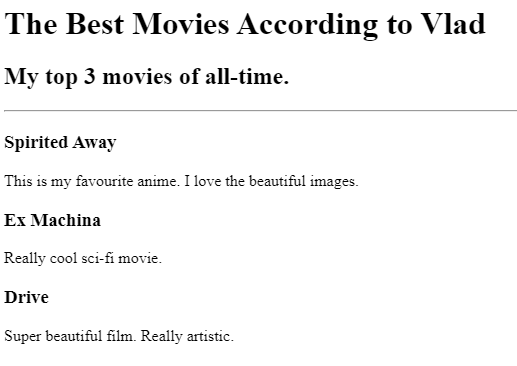 The Best Movies According to Vlad
My top 3 movies of all-time.
Spirited Away
This is my favourite anime. I love the beautiful images.
Ex Machina
Really cool sci-fi movie.
Drive
Super beautiful film. Really artistic.